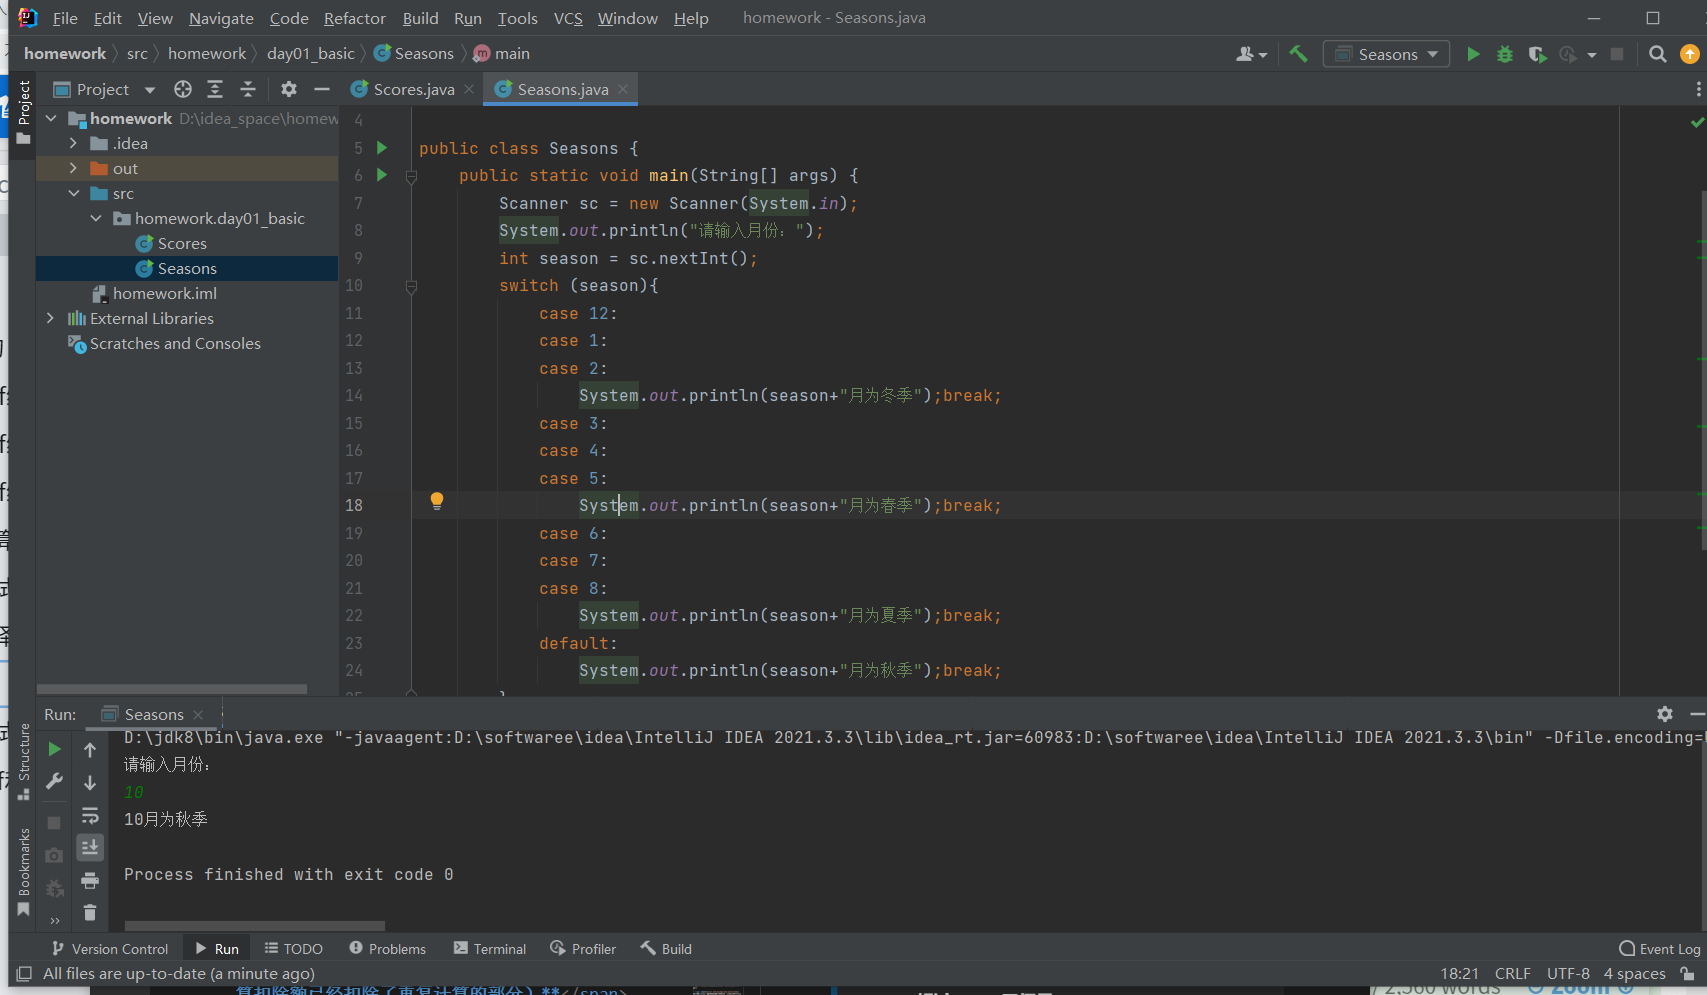 File Edit View Navigate Code Refactor Build Run Tools VCS Window Help homework - Seasons.java
homework src homework day01_basic Seasons main Seasons
Project Scores.java Seasons.java
Project
homework D:\idea_space\homew
.idea
out
src
homework.day01_basic
Scores
Seasons
homework.iml
External Libraries
Scratches and Consoles
4
5 public class Seasons {
6 public static void main(String[] args) {
7 Scanner sc = new Scanner(System.in);
8 System.out.println("请输入月份：");
9 int season = sc.nextInt();
10 switch (season){
11 case 12:
12 case 1:
13 case 2:
14 System.out.println(season+"月为冬季");break;
15 case 3:
16 case 4:
17 case 5:
18 System.out.println(season+"月为春季");break;
19 case 6:
20 case 7:
21 case 8:
22 System.out.println(season+"月为夏季");break;
23 default:
24 System.out.println(season+"月为秋季");break;
Run: Seasons
D:\jdk8\bin\java.exe "-javaagent:D:\softwaree\idea\IntelliJ IDEA 2021.3.3\lib\idea_rt.jar=60983:D:\softwaree\idea\IntelliJ IDEA 2021.3.3\bin" -Dfile.encoding=
请输入月份：
10
10月为秋季
Process finished with exit code 0
Structure
Bookmarks
Version Control Run TODO Problems Terminal Profiler Build Event Log
All files are up-to-date (a minute ago) 18:21 CRLF UTF-8 4 spaces